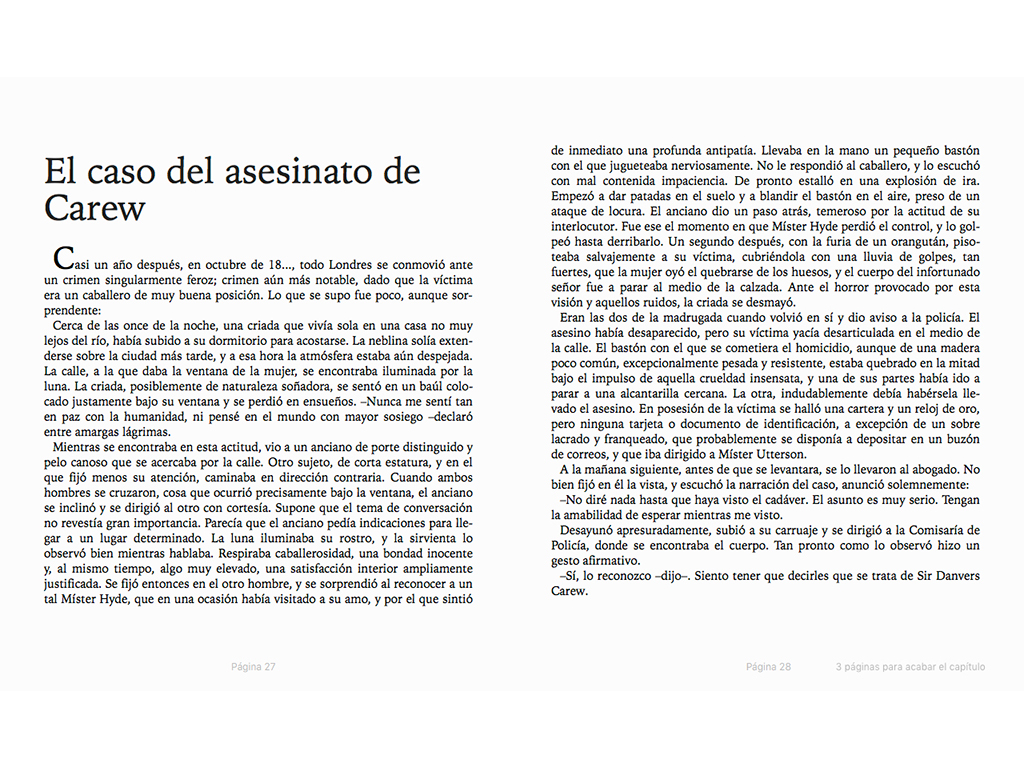 El caso del asesinato de
Carew
Casi un año después, en octubre de 18..., todo Londres se conmovió ante
un crimen singularmente feroz; crimen aún más notable, dado que la víctima
era un caballero de muy buena posición. Lo que se supo fue poco, aunque sor-
prendente:
Cerca de las once de la noche, una criada que vivía sola en una casa no muy
lejos del río, había subido a su dormitorio para acostarse. La neblina solía exten-
derse sobre la ciudad más tarde, y a esa hora la atmósfera estaba aún despejada.
La calle, a la que daba la ventana de la mujer, se encontraba iluminada por la
luna. La criada, posiblemente de naturaleza soñadora, se sentó en un baúl colo-
cado justamente bajo su ventana y se perdió en ensueños. –Nunca me sentí tan
en paz con la humanidad, ni pensé en el mundo con mayor sosiego –declaró
entre amargas lágrimas.
Mientras se encontraba en esta actitud, vio a un anciano de porte distinguido y
pelo canoso que se acercaba por la calle. Otro sujeto, de corta estatura, y en el
que fijó menos su atención, caminaba en dirección contraria. Cuando ambos
hombres se cruzaron, cosa que ocurrió precisamente bajo la ventana, el anciano
se inclinó y se dirigió al otro con cortesía. Supone que el tema de conversación
no revestía gran importancia. Parecía que el anciano pedía indicaciones para lle-
gar a un lugar determinado. La luna iluminaba su rostro, y la sirvienta lo
observó bien mientras hablaba. Respiraba caballerosidad, una bondad inocente
y, al mismo tiempo, algo muy elevado, una satisfacción interior ampliamente
justificada. Se fijó entonces en el otro hombre, y se sorprendió al reconocer a un
tal Míster Hyde, que en una ocasión había visitado a su amo, y por el que sintió
Página 27
de inmediato una profunda antipatía. Llevaba en la mano un pequeño bastón
con el que jugueteaba nerviosamente. No le respondió al caballero, y lo escuchó
con mal contenida impaciencia. De pronto estalló en una explosión de ira.
Empezó a dar patadas en el suelo y a blandir el bastón en el aire, preso de un
ataque de locura. El anciano dio un paso atrás, temeroso por la actitud de su
interlocutor. Fue ese el momento en que Míster Hyde perdió el control, y lo gol-
peó hasta derribarlo. Un segundo después, con la furia de un orangután, piso-
teaba salvajemente a su víctima, cubriéndola con una lluvia de golpes, tan
fuertes, que la mujer oyó el quebrarse de los huesos, y el cuerpo del infortunado
señor fue a parar al medio de la calzada. Ante el horror provocado por esta
visión y aquellos ruidos, la criada se desmayó.
Eran las dos de la madrugada cuando volvió en sí y dio aviso a la policía. El
asesino había desaparecido, pero su víctima yacía desarticulada en el medio de
la calle. El bastón con el que se cometiera el homicidio, aunque de una madera
poco común, excepcionalmente pesada y resistente, estaba quebrado en la mitad
bajo el impulso de aquella crueldad insensata, y una de sus partes había ido a
parar a una alcantarilla cercana. La otra, indudablemente debía habérsela lle-
vado el asesino. En posesión de la víctima se halló una cartera y un reloj de oro,
pero ninguna tarjeta o documento de identificación, a excepción de un sobre
lacrado y franqueado, que probablemente se disponía a depositar en un buzón
de correos, y que iba dirigido a Míster Utterson.
A la mañana siguiente, antes de que se levantara, se lo llevaron al abogado. No
bien fijó en él la vista, y escuchó la narración del caso, anunció solemnemente:
–No diré nada hasta que haya visto el cadáver. El asunto es muy serio. Tengan
la amabilidad de esperar mientras me visto.
Desayunó apresuradamente, subió a su carruaje y se dirigió a la Comisaría de
Policía, donde se encontraba el cuerpo. Tan pronto como lo observó hizo un
gesto afirmativo.
–Sí, lo reconozco –dijo–. Siento tener que decirles que se trata de Sir Danvers
Carew.
Página 28
3 páginas para acabar el capítulo